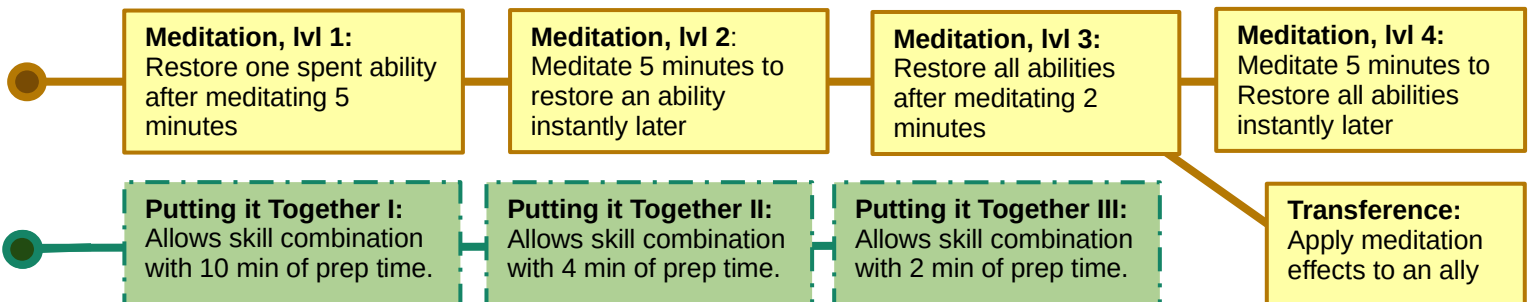 Meditation, lvl 1:
Restore one spent ability
after meditating 5
minutes
Meditation, lvl 2:
Meditate 5 minutes to
restore an ability
instantly later
Meditation, lvl 3:
Restore all abilities
after meditating 2
minutes
Meditation, lvl 4:
Meditate 5 minutes to
Restore all abilities
instantly later
Putting it Together I:
Allows skill combination
with 10 min of prep time.
Putting it Together II:
Allows skill combination
with 4 min of prep time.
Putting it Together III:
Allows skill combination
with 2 min of prep time.
Transference:
Apply meditation
effects to an ally